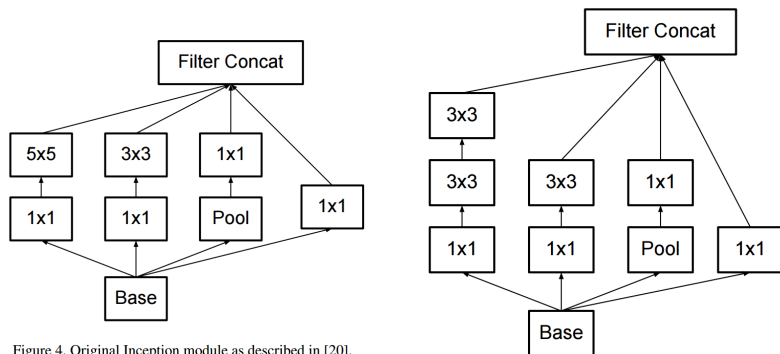 Filter Concat
5x5
3x3
1x1
1x1
1x1
Pool
1x1
Base
Figure 4. Original Inception module as described in [20].
Filter Concat
3x3
3x3
3x3
1x1
1x1
1x1
Pool
1x1
Base